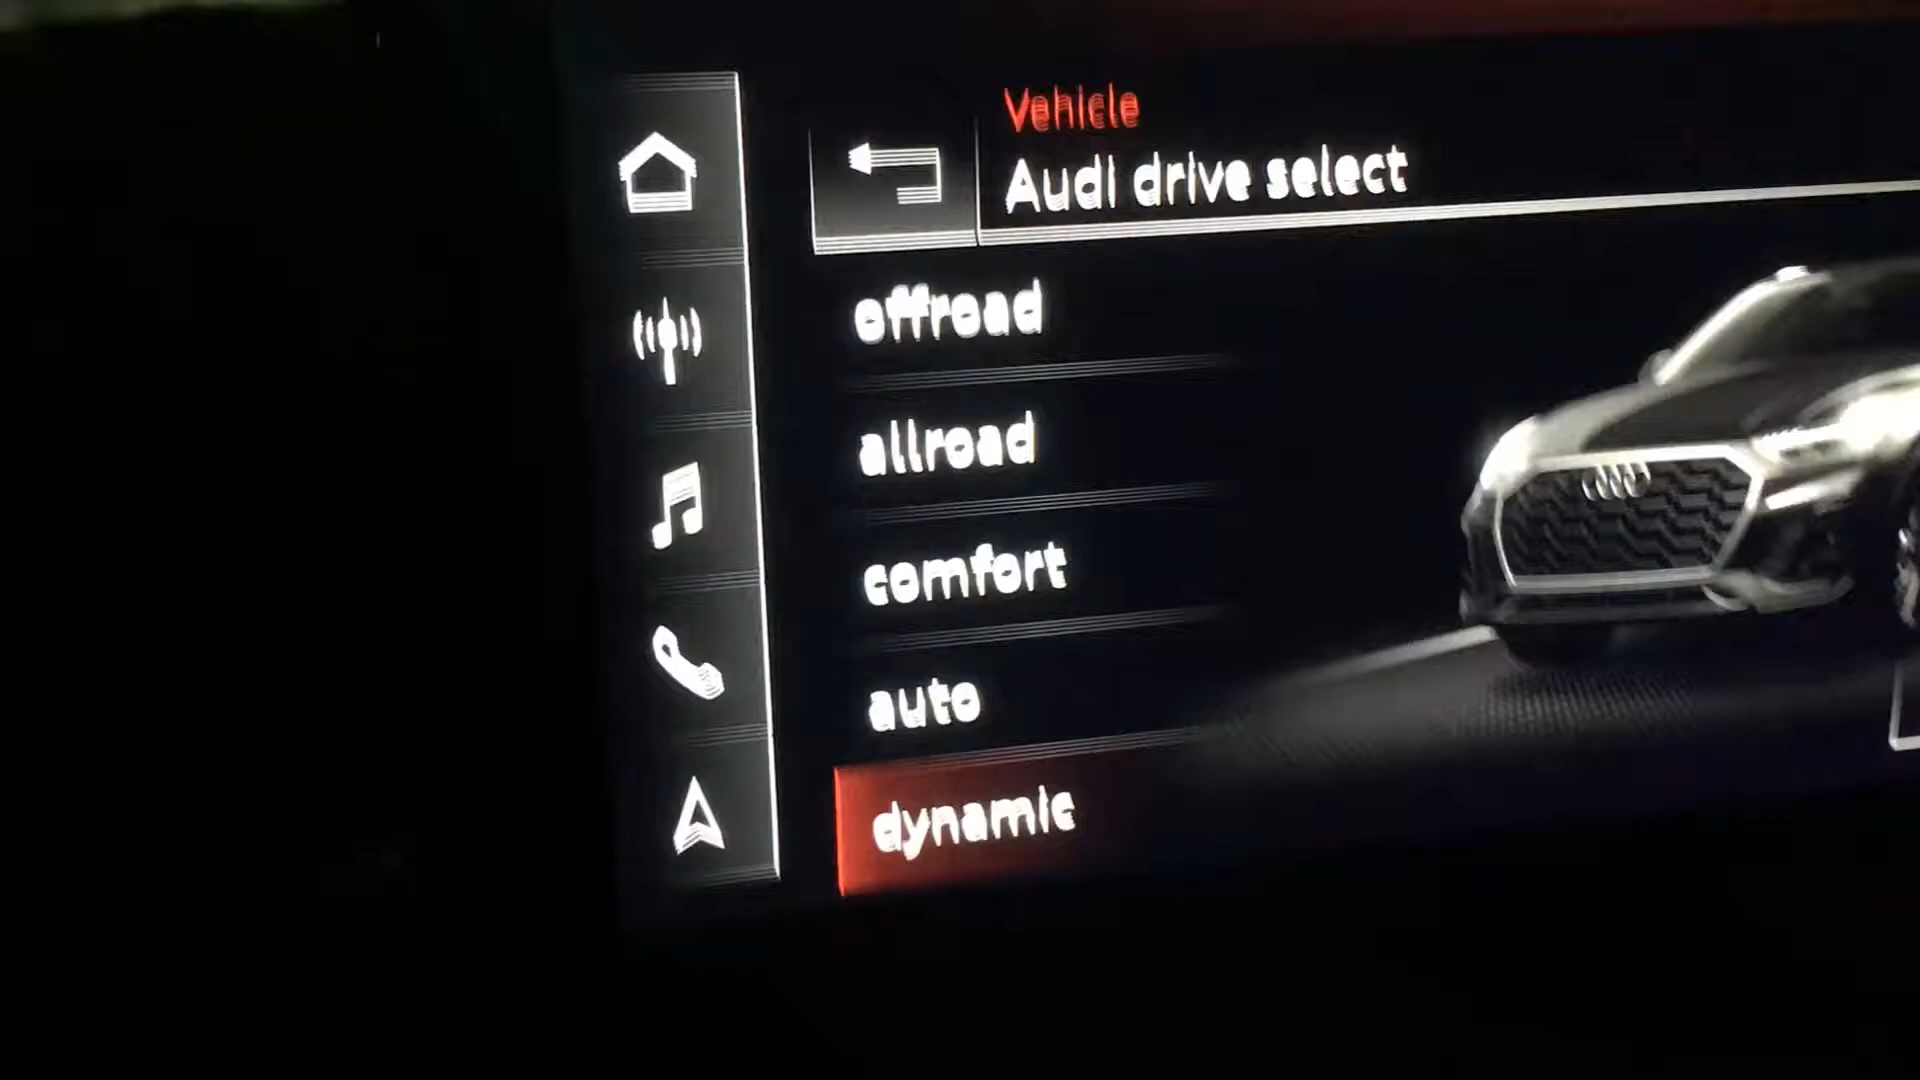 Vehicle
Audi drive select
offroad
allroad
comfort
auto
dynamic